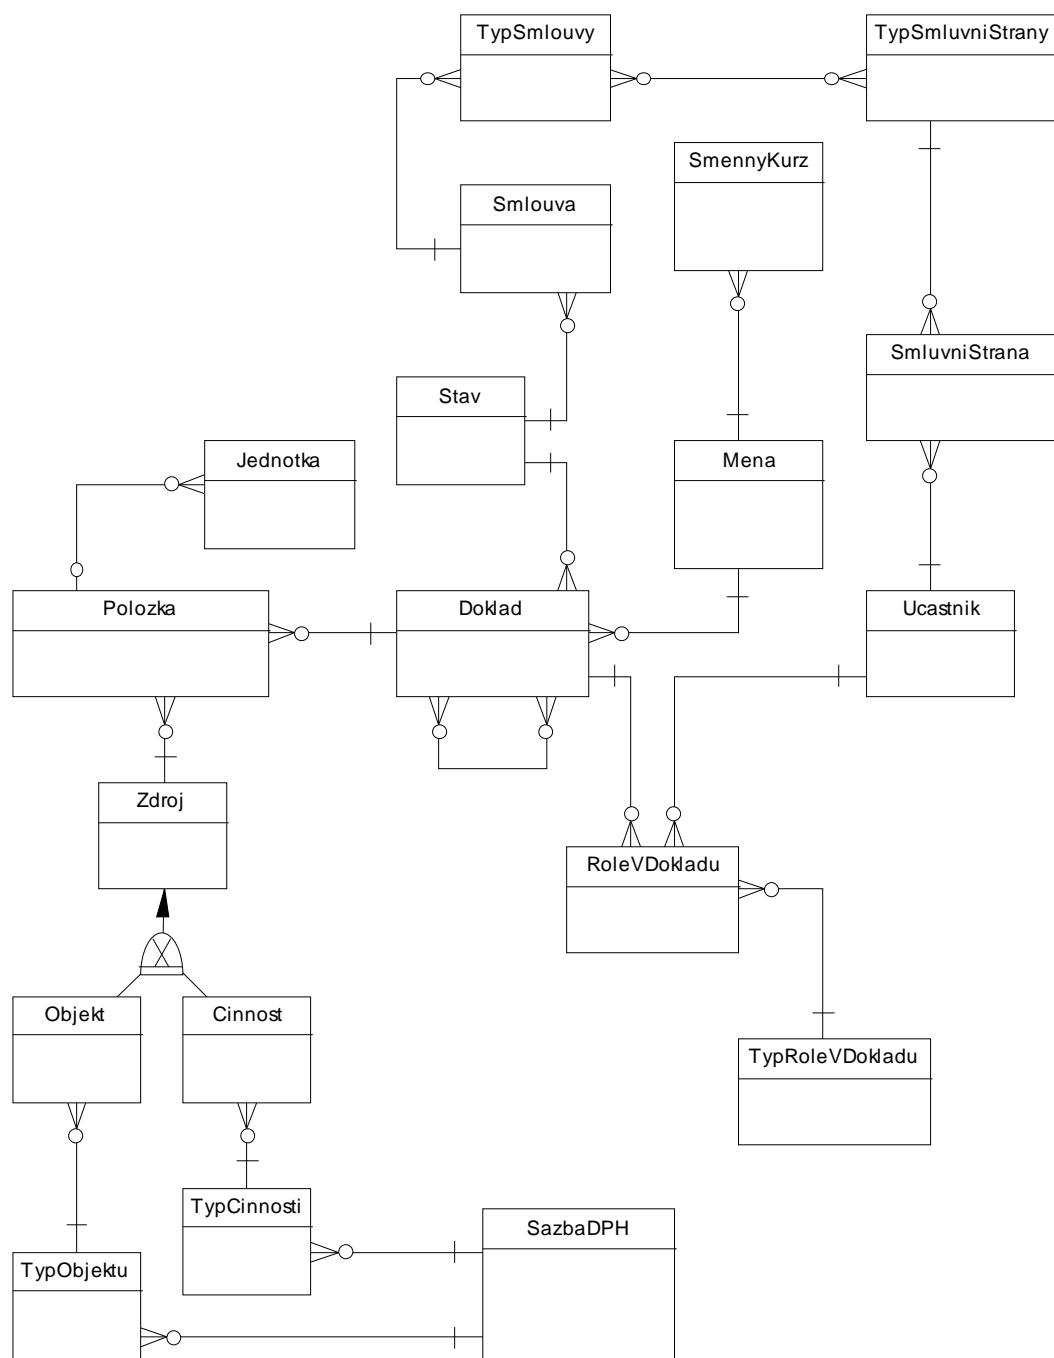 TypSmlouvy
TypSmluvniStrany
SmennyKurz
Smlouva
SmluvniStrana
Stav
Jednotka
Mena
Polozka
Doklad
Ucastnik
Zdroj
RoleVDokladu
Objekt
Cinnost
TypRoleVDokladu
TypCinnosti
SazbaDPH
TypObjektu